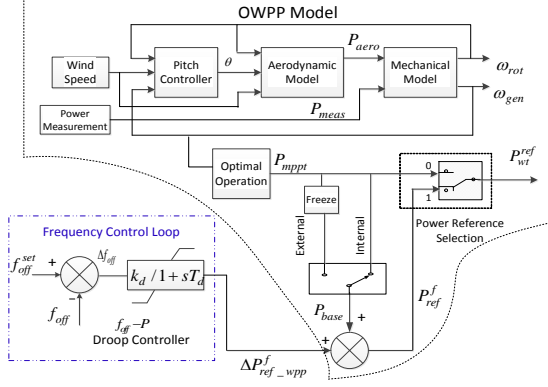 OWPP Model
Wind
Speed
Pitch
Controller
θ
Aerodynamic
Model
P_aero
Mechanical
Model
ω_rot
ω_gen
Power
Measurement
P_meas
Optimal
Operation
P_mppt
Freeze
External
Internal
0
1
P_wt^ref
Power Reference
Selection
Frequency Control Loop
f_off^set
+
Δf_off
-
f_off
k_d / 1 + sT_d
f_off - P
Droop Controller
P_base
+
+
P_ref^f
ΔP_ref_wpp^f